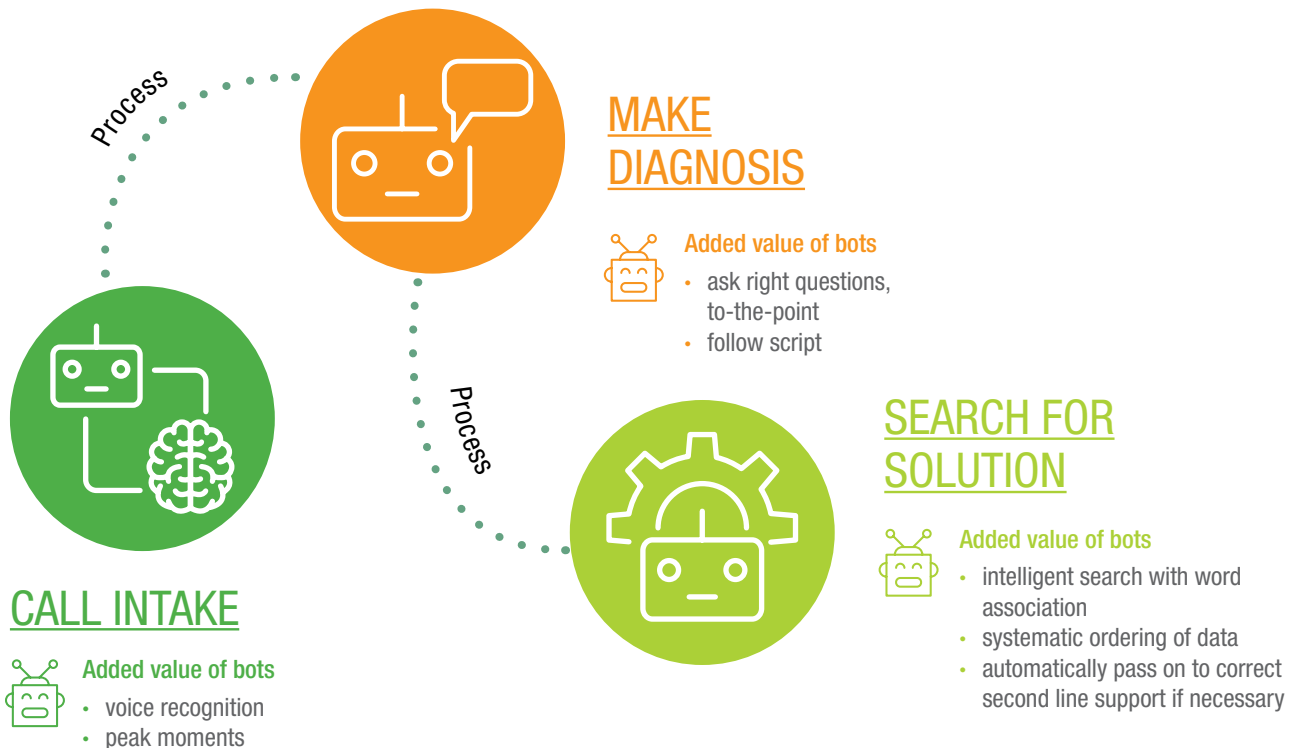 Process
MAKE
DIAGNOSIS
Added value of bots
• ask right questions,
to-the-point
• follow script
Process
SEARCH FOR
SOLUTION
Added value of bots
• intelligent search with word
association
• systematic ordering of data
• automatically pass on to correct
second line support if necessary
CALL INTAKE
Added value of bots
• voice recognition
• peak moments